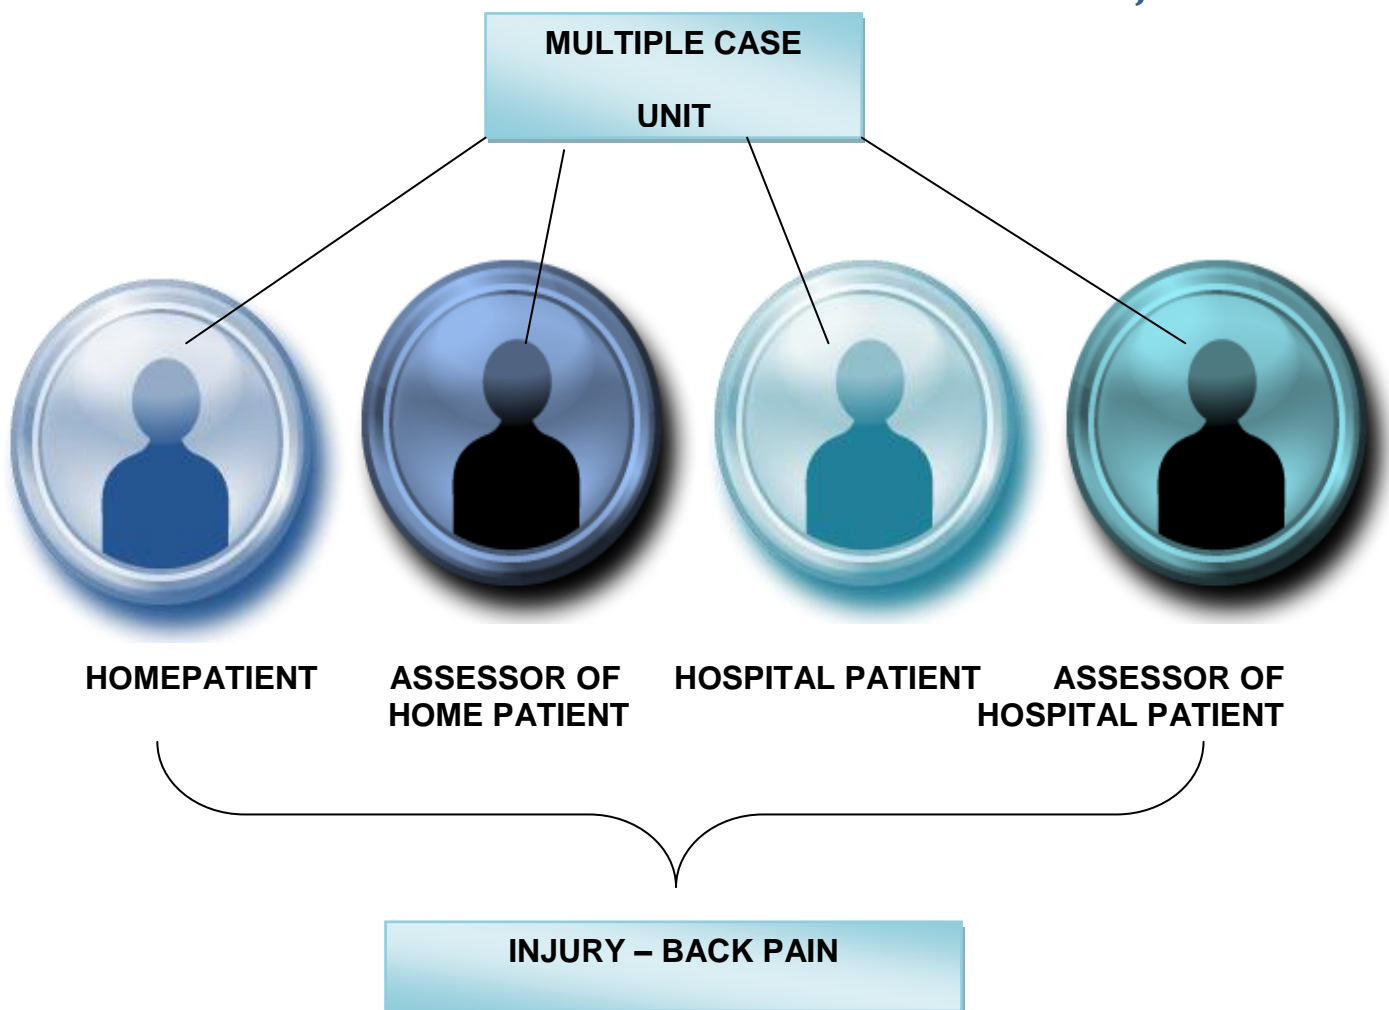 MULTIPLE CASE
UNIT
HOMEPATIENT
ASSESSOR OF
HOME PATIENT
HOSPITAL PATIENT
ASSESSOR OF
HOSPITAL PATIENT
INJURY – BACK PAIN